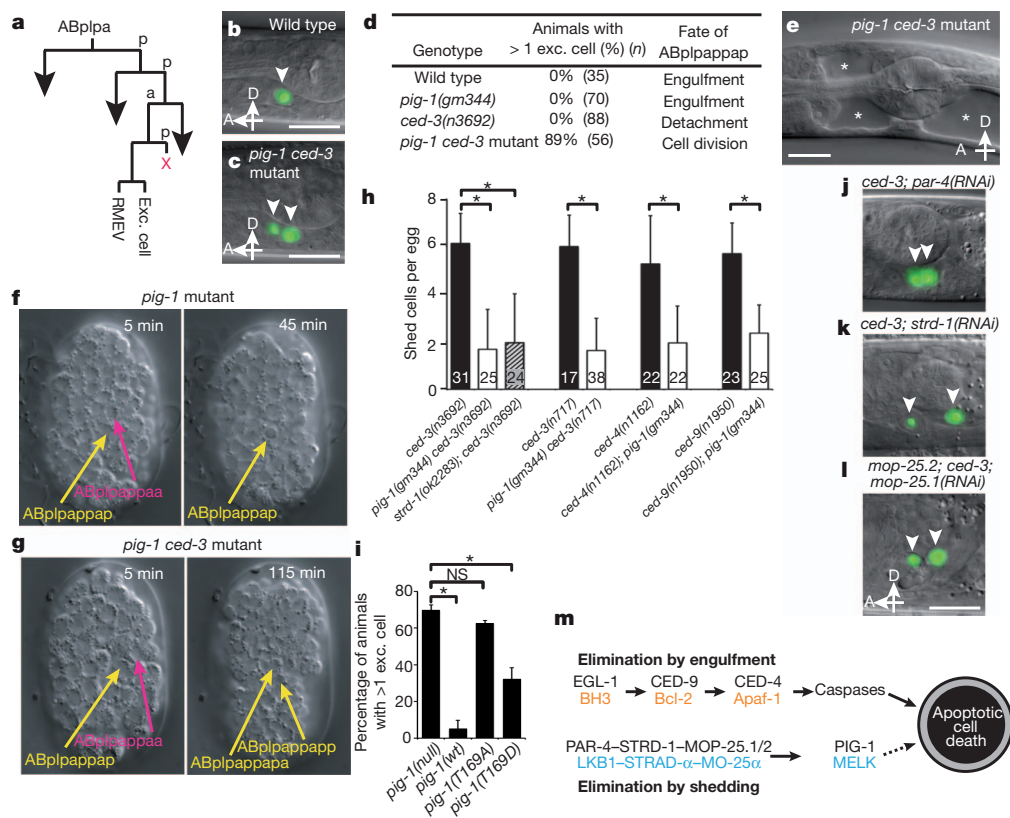 a
ABplpa
p
p
a
p
X
RMEV
Exc. cell
b
Wild type
D
A
c
pig-1 ced-3
mutant
D
A
d
Genotype
Animals with
> 1 exc. cell (%) (n)
Fate of
ABplpappap
Wild type 0% (35) Engulfment
pig-1(gm344) 0% (70) Engulfment
ced-3(n3692) 0% (88) Detachment
pig-1 ced-3 mutant 89% (56) Cell division
e
pig-1 ced-3 mutant
*
*
*
D
A
f
pig-1 mutant
5 min
45 min
ABplpappaa
ABplpappap
g
pig-1 ced-3 mutant
5 min
115 min
ABplpappap
ABplpappaa
ABplpappapp
ABplpappapa
h
Shed cells per egg
8
6
4
2
0
* * * * *
31 25 24 17 38 22 22 23 25
ced-3(n3692)
pig-1(gm344) ced-3(n3692)
strd-1(ok2283); ced-3(n3692)
ced-3(n717)
pig-1(gm344) ced-3(n717)
ced-4(n1162)
ced-4(n1162); pig-1(gm344)
ced-9(n1950)
ced-9(n1950); pig-1(gm344)
i
Percentage of animals
with >1 exc. cell
80
60
40
20
0
*
NS
*
pig-1(null)
pig-1(wt)
pig-1(T169A)
pig-1(T169D)
j
ced-3; par-4(RNAi)
k
ced-3; strd-1(RNAi)
l
mop-25.2; ced-3;
mop-25.1(RNAi)
D
A
m
Elimination by engulfment
EGL-1 CED-9 CED-4 Caspases
BH3 Bcl-2 Apaf-1
Apoptotic
cell
death
PAR-4–STRD-1–MOP-25.1/2 PIG-1
LKB1–STRAD-α–MO-25α MELK
Elimination by shedding